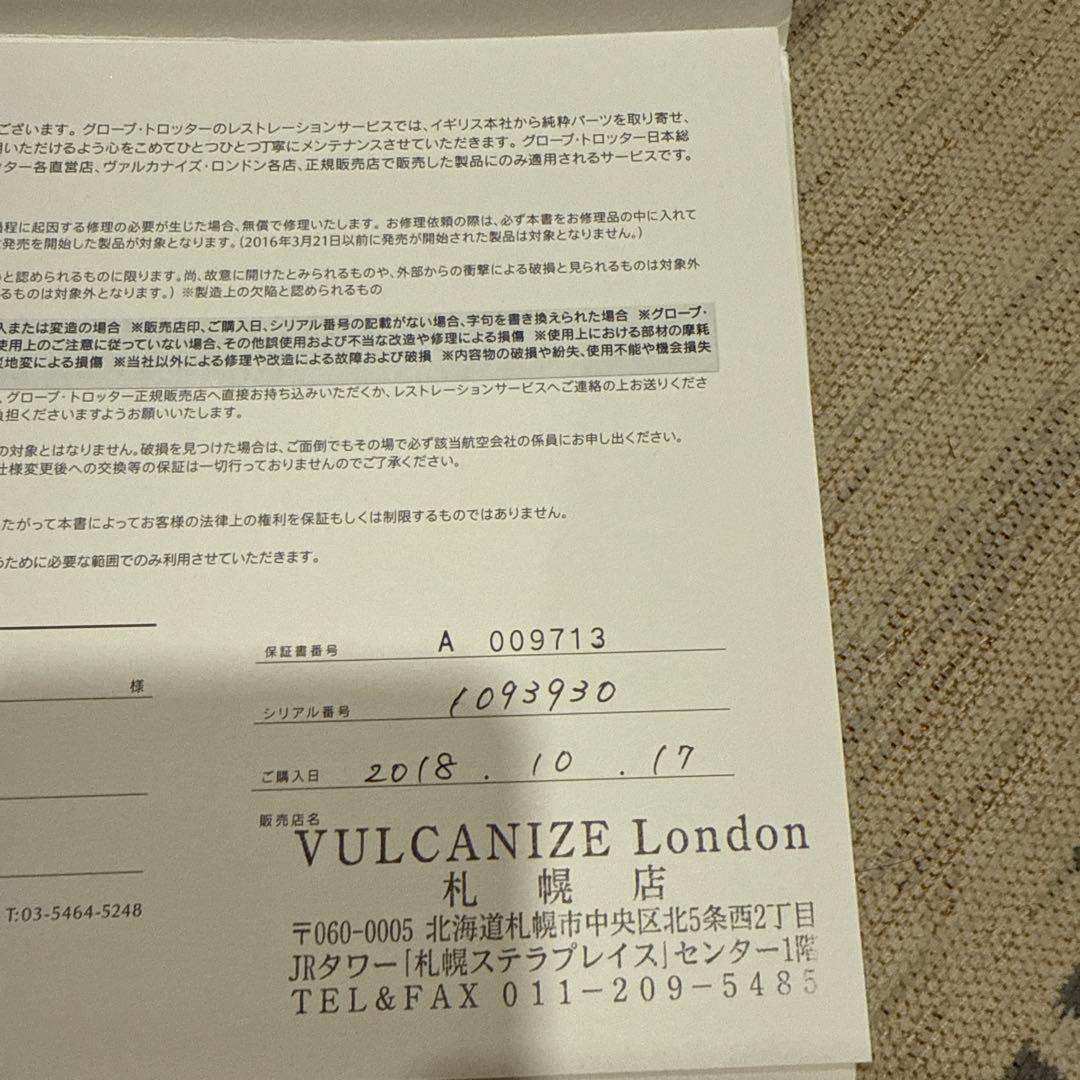 ございます。グローブ・トロッターのレストレーションサービスでは、イギリス本社から純粋パーツを取り寄せ、
いただけるよう心をこめてひとつひとつ丁寧にメンテナンスさせていただきます。グローブ・トロッター日本総
ター各直営店、ヴァルカナイズ・ロンドン各店、正規販売店で販売した製品にのみ適用されるサービスです。
程に起因する修理の必要が生じた場合、無償で修理いたします。お修理依頼の際は、必ず本書をお修理品の中に入れて
発売を開始した製品が対象となります。(2016年3月21日以前に発売が開始された製品は対象となりません。)
と認められるものに限ります。尚、故意に開けたとみられるものや、外部からの衝撃による破損と見られるものは対象外
るものは対象外となります。) ※製造上の欠陥と認められるもの
入または変造の場合 ※販売店印、ご購入日、シリアル番号の記載がない場合、字句を書き換えられた場合 ※グローブ・
使用上のご注意に従っていない場合、その他誤使用および不当な改造や修理による損傷 ※使用上における部材の摩耗
災地変による損傷 ※当社以外による修理や改造による故障および破損 ※内容物の破損や紛失、使用不能や機会損失
、グローブ・トロッター正規販売店へ直接お持ち込みいただくか、レストレーションサービスへご連絡の上お送りくださ
負担くださいますようお願いいたします。
の対象とはなりません。破損を見つけた場合は、ご面倒でもその場で必ず該当航空会社の係員にお申し出ください。
仕様変更後への交換等の保証は一切行っておりませんのでご了承ください。
たがって本書によってお客様の法律上の権利を保証もしくは制限するものではありません。
ために必要な範囲でのみ利用させていただきます。
様
T:03-5464-5248
保証書番号 A 009713
シリアル番号 1093930
ご購入日 2018 . 10 . 17
販売店名
VULCANIZE London
札幌店
〒060-0005 北海道札幌市中央区北5条西2丁目
JRタワー「札幌ステラプレイス」センター1階
TEL&FAX 011-209-5485